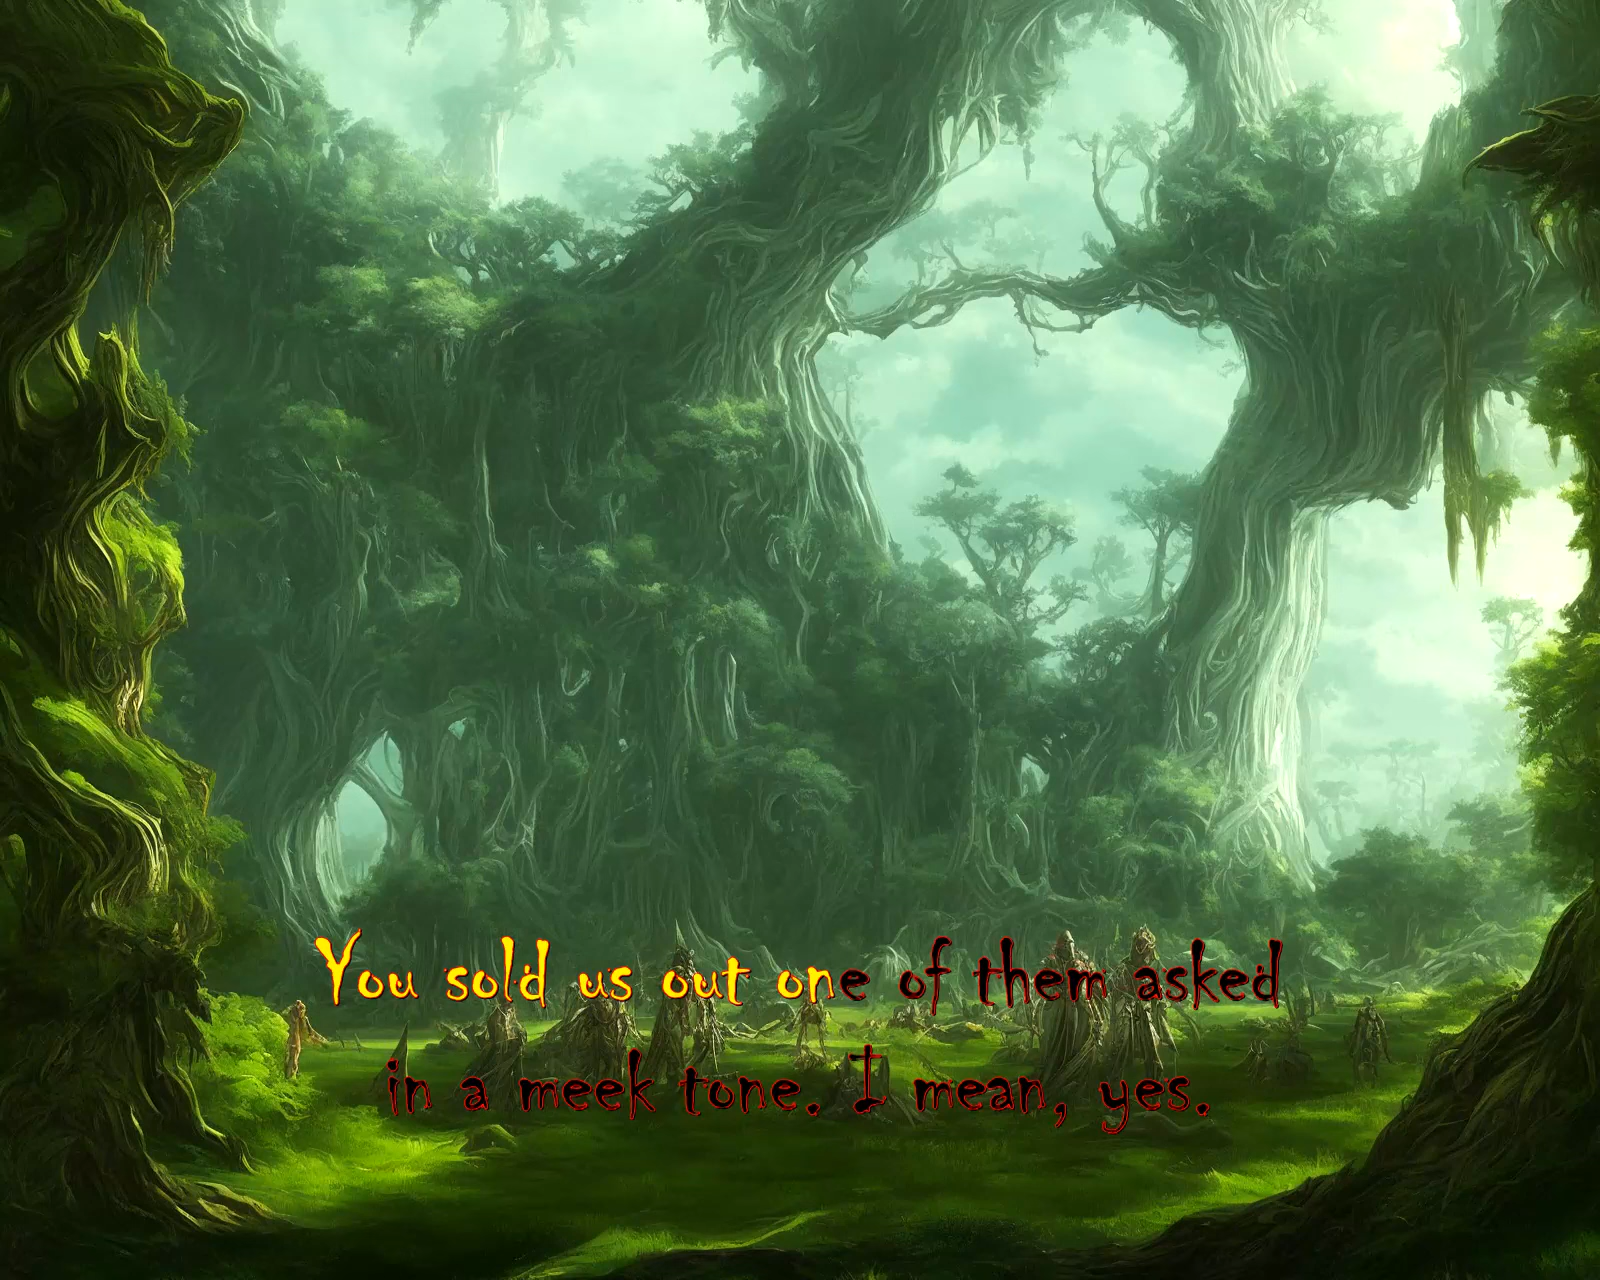 You sold us out one of them asked
in a meek tone. I mean, yes.